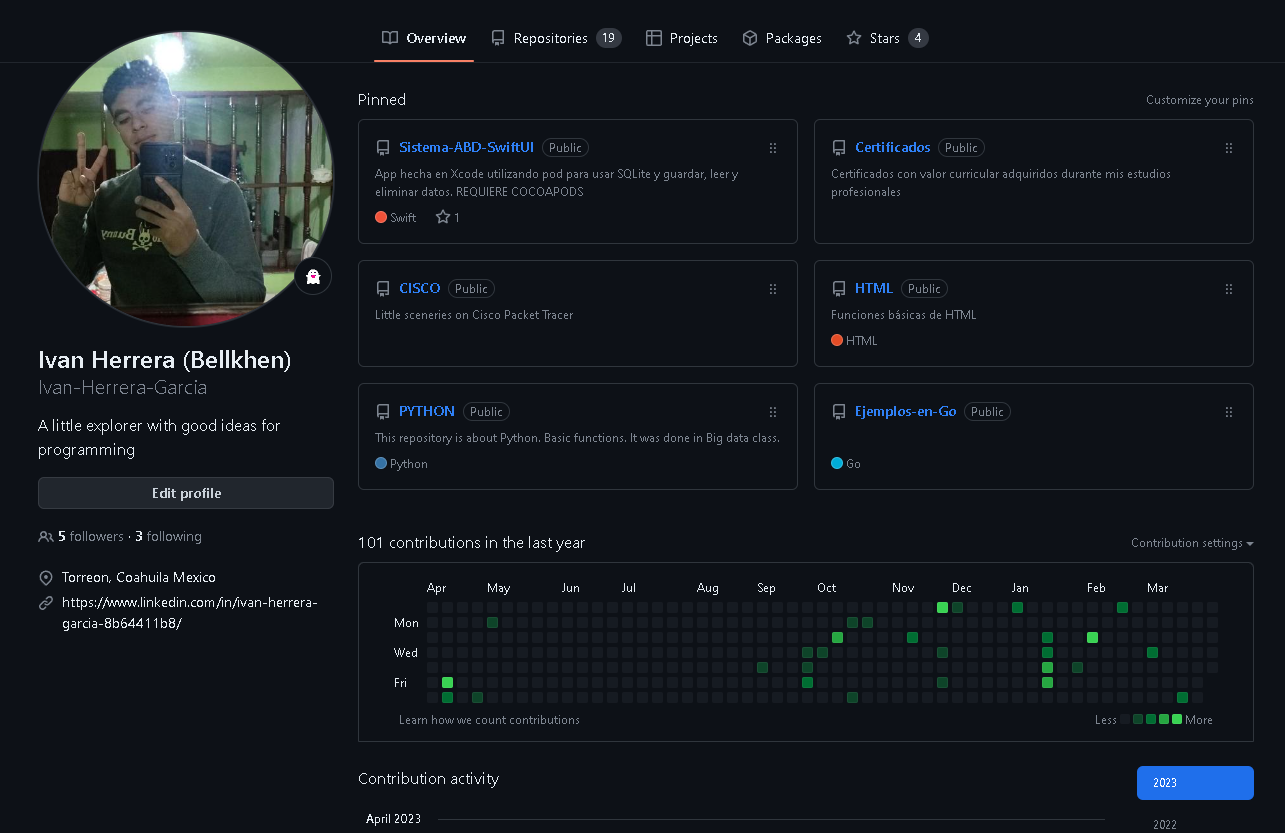 Overview Repositories 19 Projects Packages Stars 4
Ivan Herrera (Bellkhen)
Ivan-Herrera-Garcia
A little explorer with good ideas for
programming
Edit profile
5 followers · 3 following
Torreon, Coahuila Mexico
https://www.linkedin.com/in/ivan-herrera-
garcia-8b64411b8/
Pinned
Customize your pins
Sistema-ABD-SwiftUI Public
App hecha en Xcode utilizando pod para usar SQLite y guardar, leer y
eliminar datos. REQUIERE COCOAPODS
Swift 1
Certificados Public
Certificados con valor curricular adquiridos durante mis estudios
profesionales
CISCO Public
Little sceneries on Cisco Packet Tracer
HTML Public
Funciones básicas de HTML
HTML
PYTHON Public
This repository is about Python. Basic functions. It was done in Big data class.
Python
Ejemplos-en-Go Public
Go
101 contributions in the last year
Contribution settings
Apr May Jun Jul Aug Sep Oct Nov Dec Jan Feb Mar
Mon
Wed
Fri
Learn how we count contributions
Less More
Contribution activity
2023
April 2023
2022